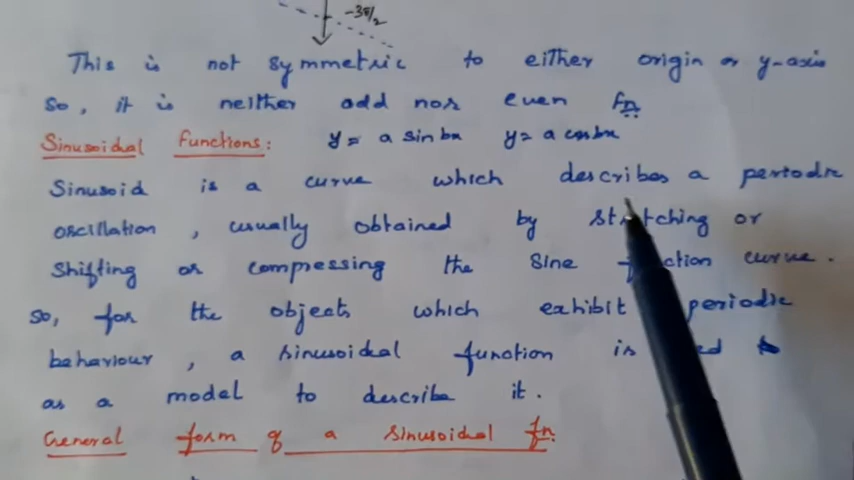 -3π/2
This is not symmetric to either origin or y-axis
So, it is neither add nor even fn
Sinusoidal functions: y = a sin bx y = a cos bx
Sinusoid is a curve which describes a periodic
oscillation, usually obtained by stretching or
shifting or compressing the sine function curve.
So, for the objects which exhibit periodic
behaviour, a sinusoidal function is
as a model to describe it.
General form of a sinusoidal fn: